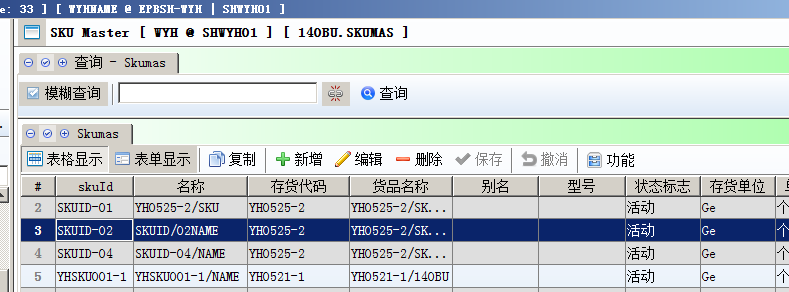 e: 33 ] [ WYHNAME @ EPBSH-WYH | SHWYH01 ]
SKU Master [ WYH @ SHWYH01 ] [ 140BU.SKUMAS ]
查询 - Skumas
模糊查询 查询
Skumas
表格显示 表单显示 复制 新增 编辑 删除 保存 撤消 功能
# skuId 名称 存货代码 货品名称 别名 型号 状态标志 存货单位
2 SKUID-01 YH0525-2/SKU YH0525-2 YH0525-2/SK... 活动 Ge 个
3 SKUID-02 SKUID/02NAME YH0525-2 YH0525-2/SK... 活动 Ge 个
4 SKUID-04 SKUID-04/NAME YH0525-2 YH0525-2/SK... 活动 Ge 个
5 YHSKU001-1 YHSKU001-1/NAME YH0521-1 YH0521-1/140BU 活动 Ge 个